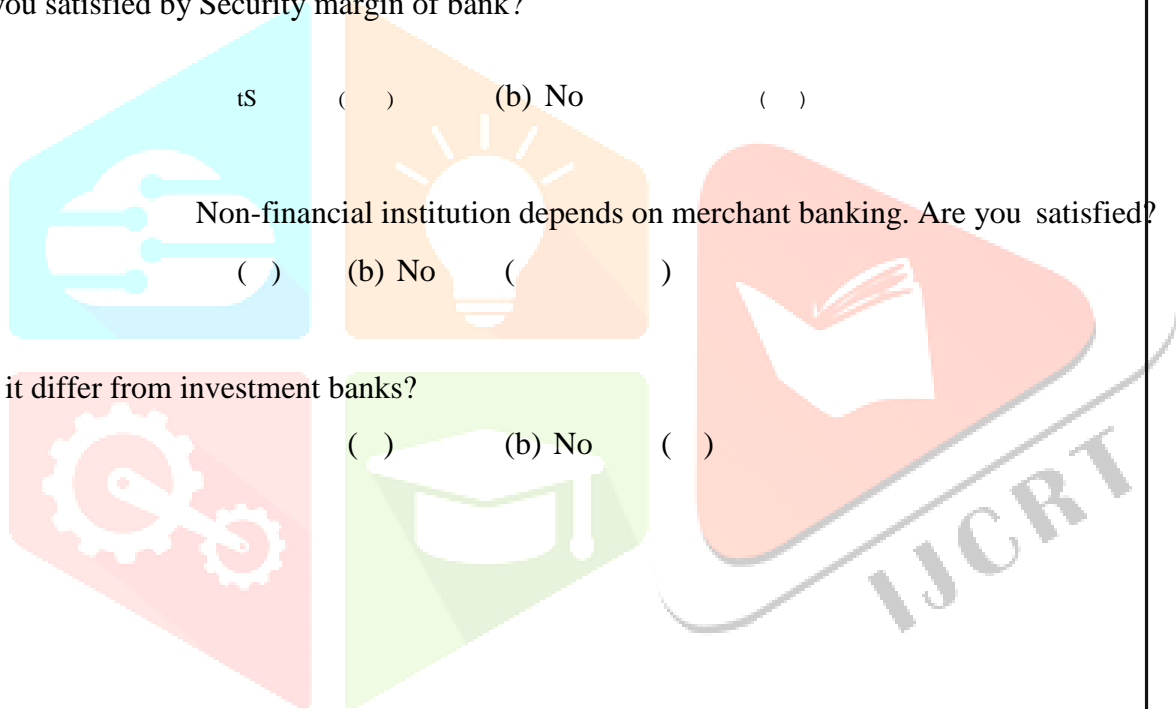 you satisfied by Security margin of bank?
tS ( ) (b) No ( )
Non-financial institution depends on merchant banking. Are you satisfied?
( ) (b) No ( )
it differ from investment banks?
( ) (b) No ( )
IJCRT